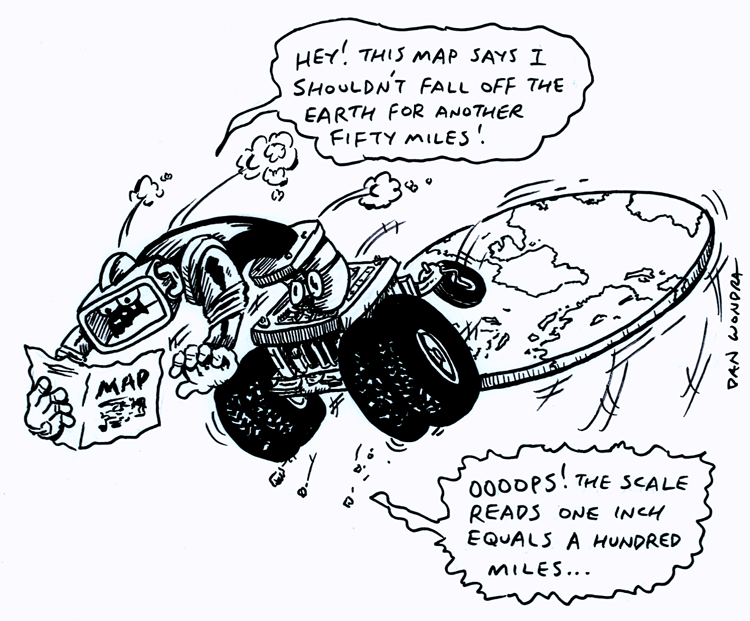 HEY! THIS MAP SAYS I
SHOULDN'T FALL OFF THE
EARTH FOR ANOTHER
FIFTY MILES!
MAP
DAN WONDRA
OOOOPS! THE SCALE
READS ONE INCH
EQUALS A HUNDRED
MILES...